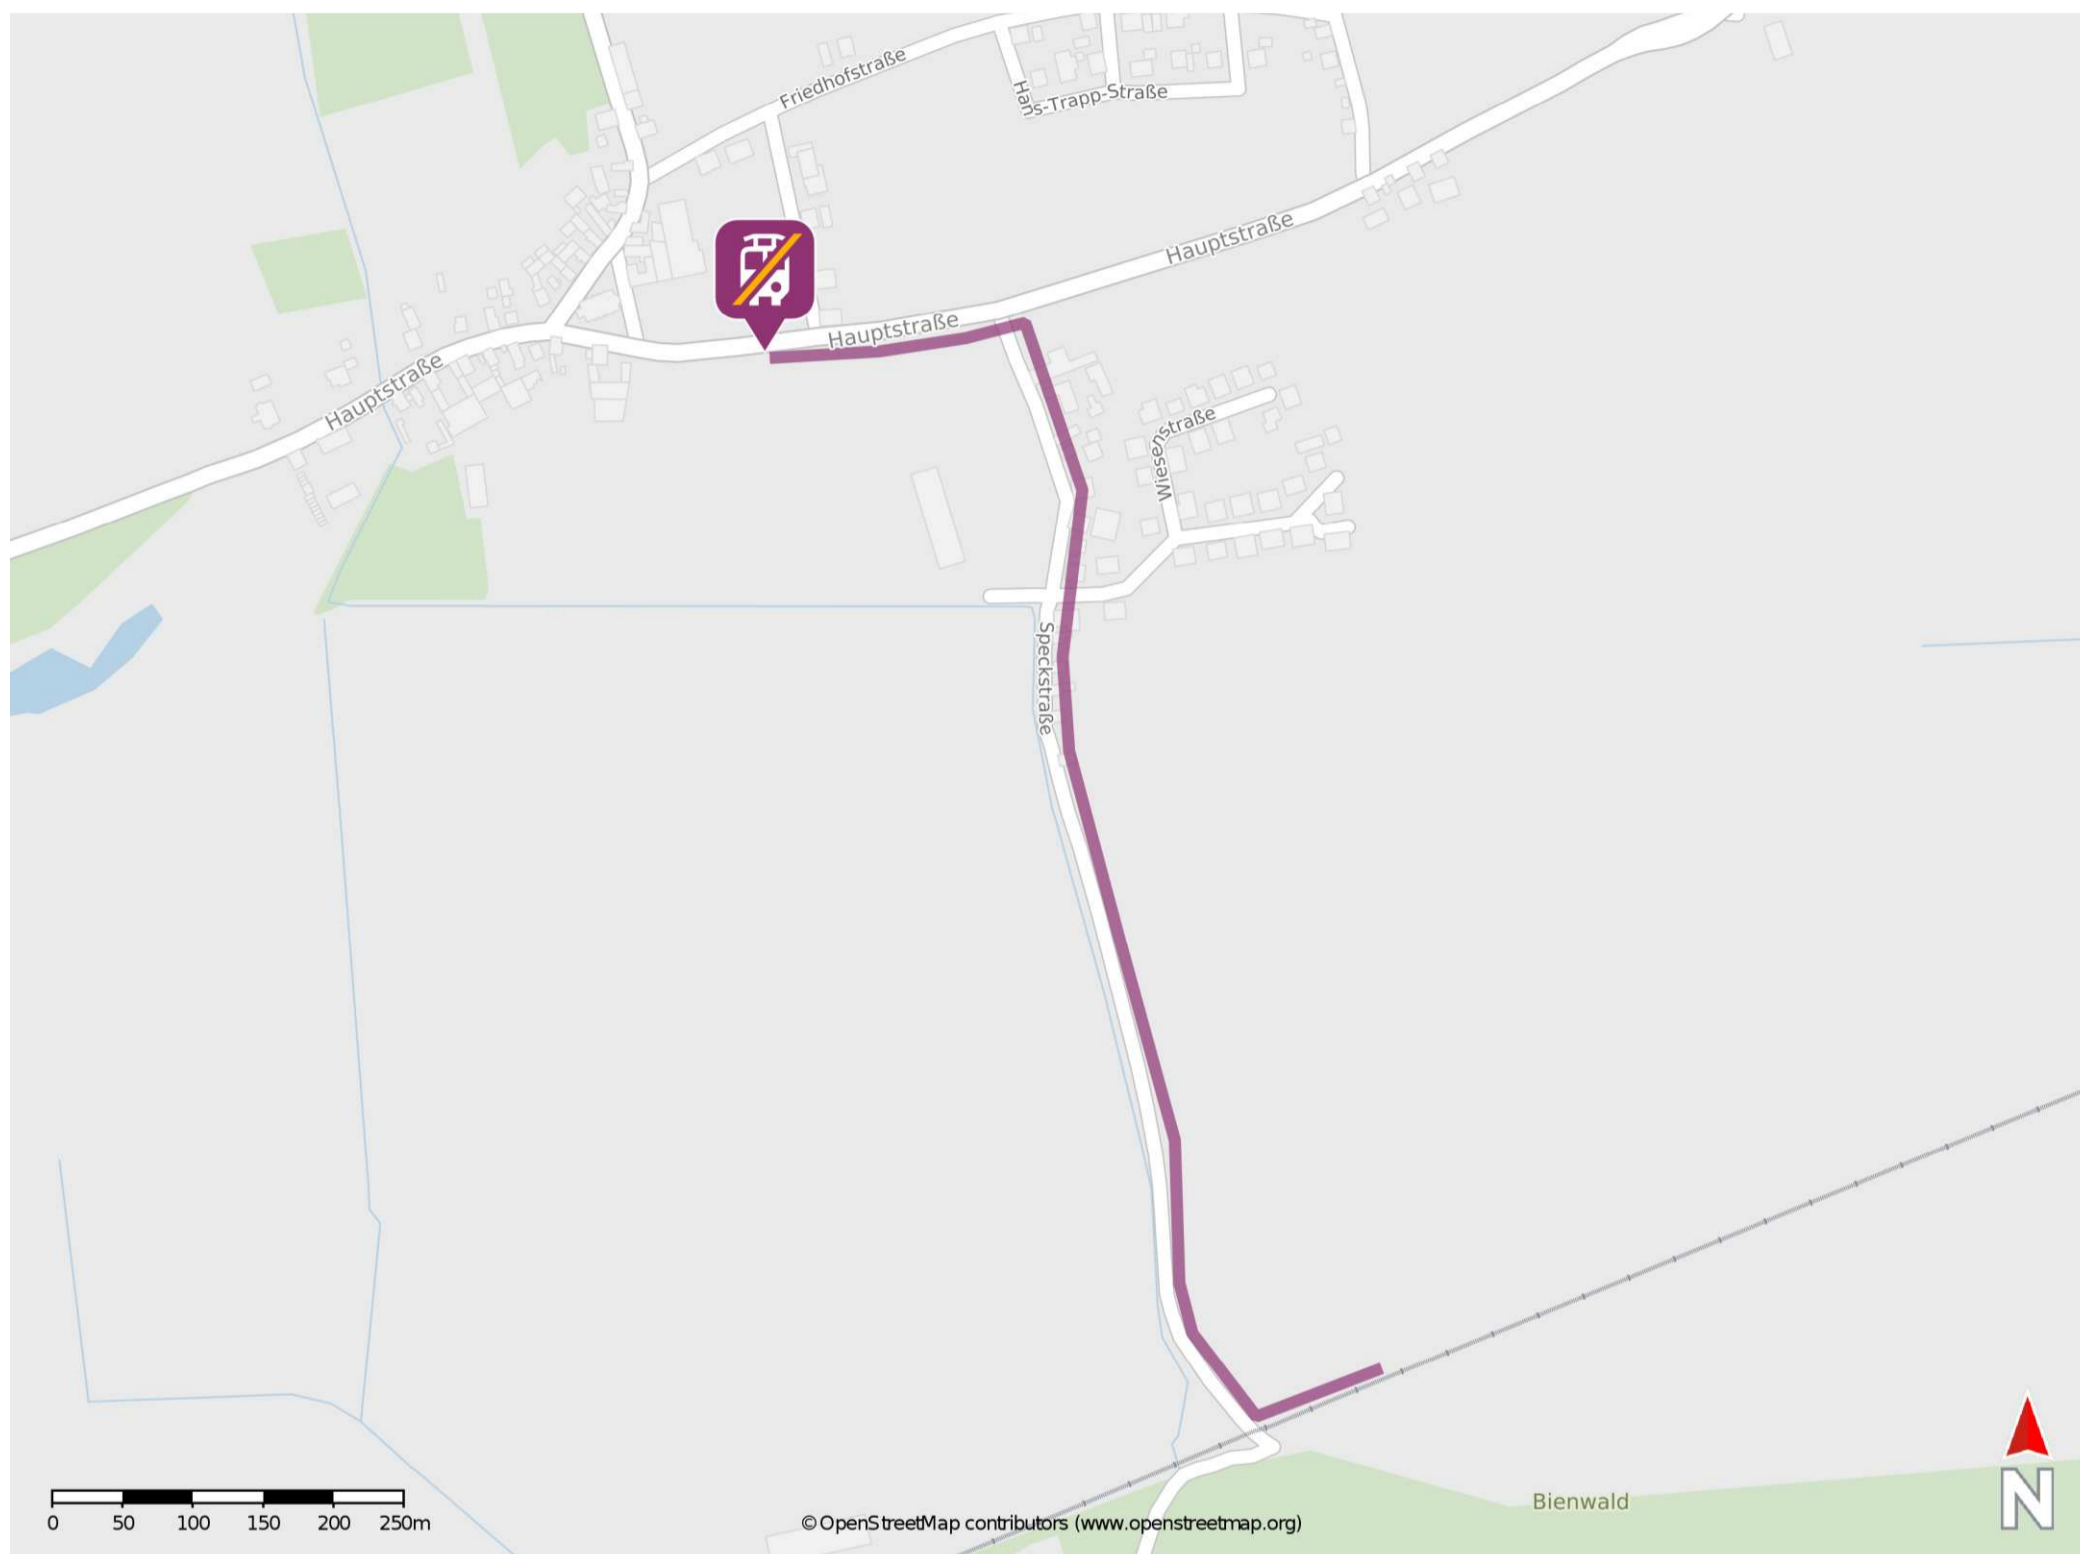 Friedhofstraße
Hans-Trapp-Straße
Hauptstraße
Hauptstraße
Hauptstraße
Wiesenstraße
Speckstraße
Bienwald
N
0 50 100 150 200 250m
© OpenStreetMap contributors (www.openstreetmap.org)